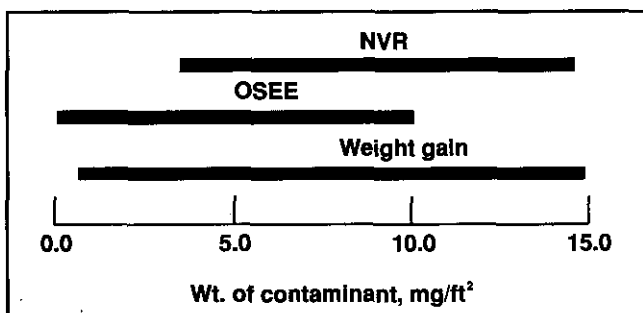 NVR
OSEE
Weight gain
0.0 5.0 10.0 15.0
Wt. of contaminant, mg/ft²